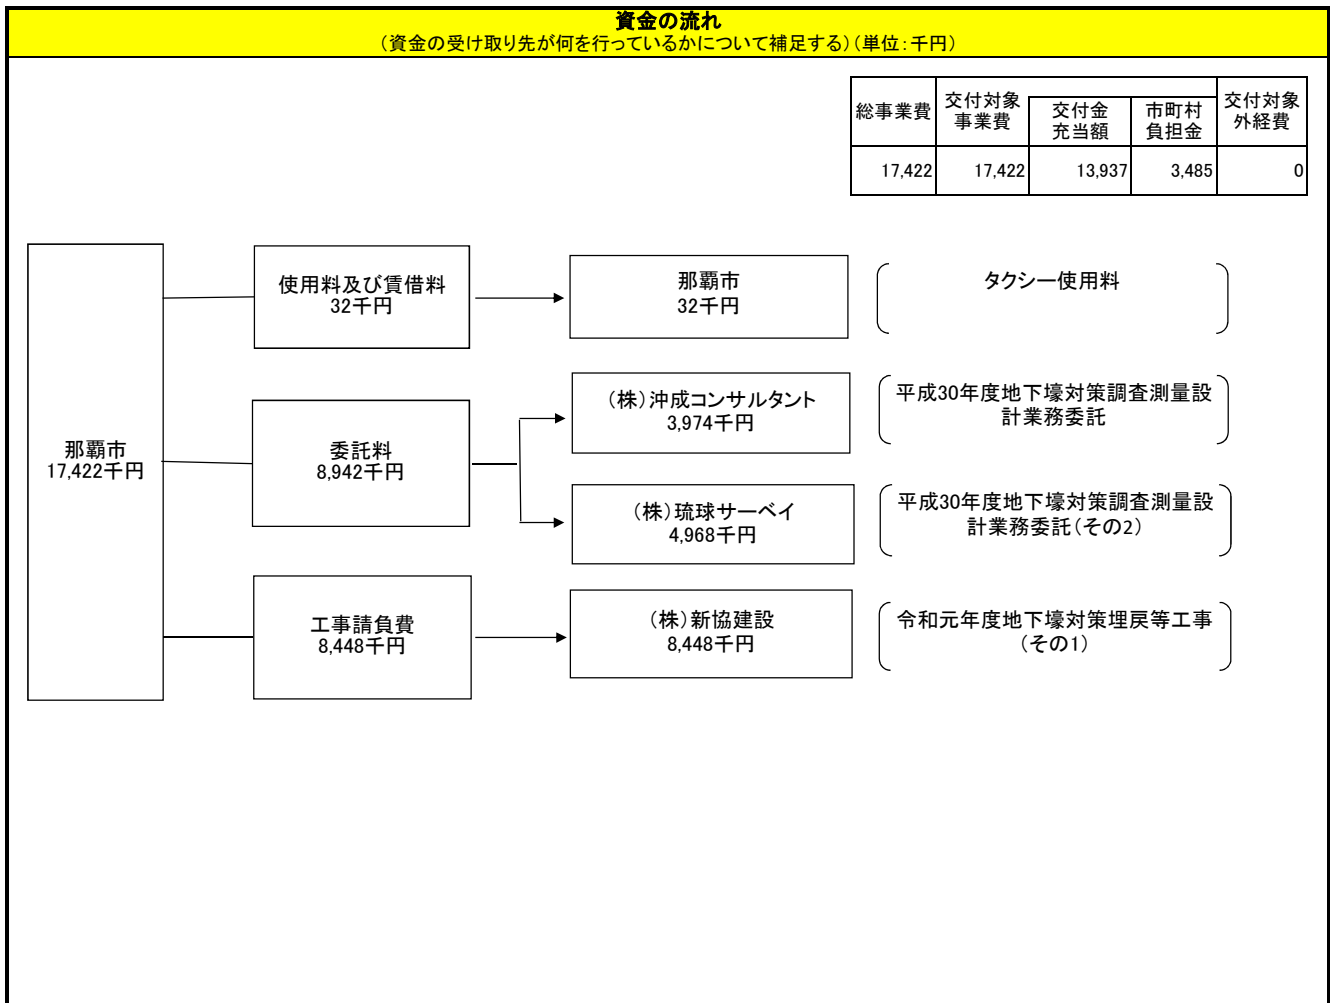 資金の流れ
（資金の受け取り先が何を行っているかについて補足する）（単位：千円）
総事業費
交付対象
事業費
交付金
充当額
市町村
負担金
交付対象
外経費
17,422
17,422
13,937
3,485
0
那覇市
17,422千円
使用料及び賃借料
32千円
那覇市
32千円
タクシー使用料
委託料
8,942千円
（株）沖成コンサルタント
3,974千円
平成30年度地下壕対策調査測量設
計業務委託
（株）琉球サーベイ
4,968千円
平成30年度地下壕対策調査測量設
計業務委託（その2）
工事請負費
8,448千円
（株）新協建設
8,448千円
令和元年度地下壕対策埋戻等工事
（その1）